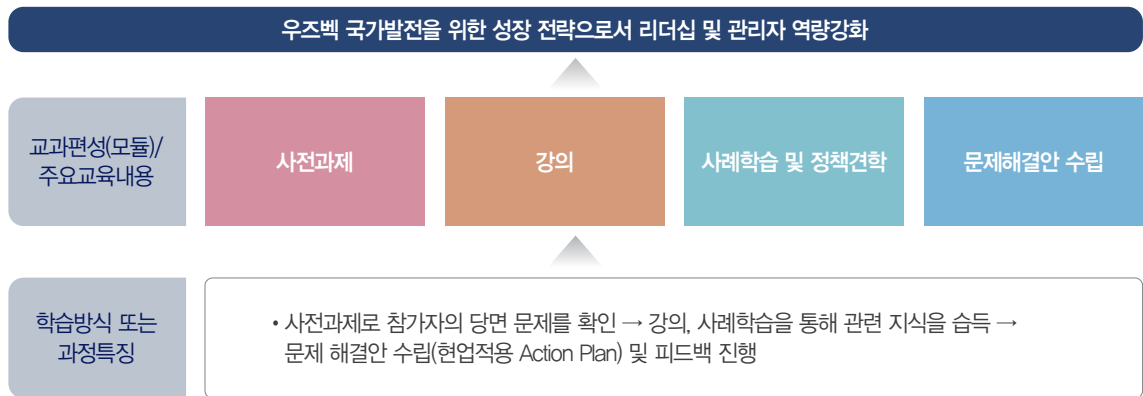 우즈벡 국가발전을 위한 성장 전략으로서 리더십 및 관리자 역량강화
교과편성(모듈)/
주요교육내용
사전과제
강의
사례학습 및 정책견학
문제해결안 수립
학습방식 또는
과정특징
• 사전과제로 참가자의 당면 문제를 확인 → 강의, 사례학습을 통해 관련 지식을 습득 →
문제 해결안 수립(현업적용 Action Plan) 및 피드백 진행